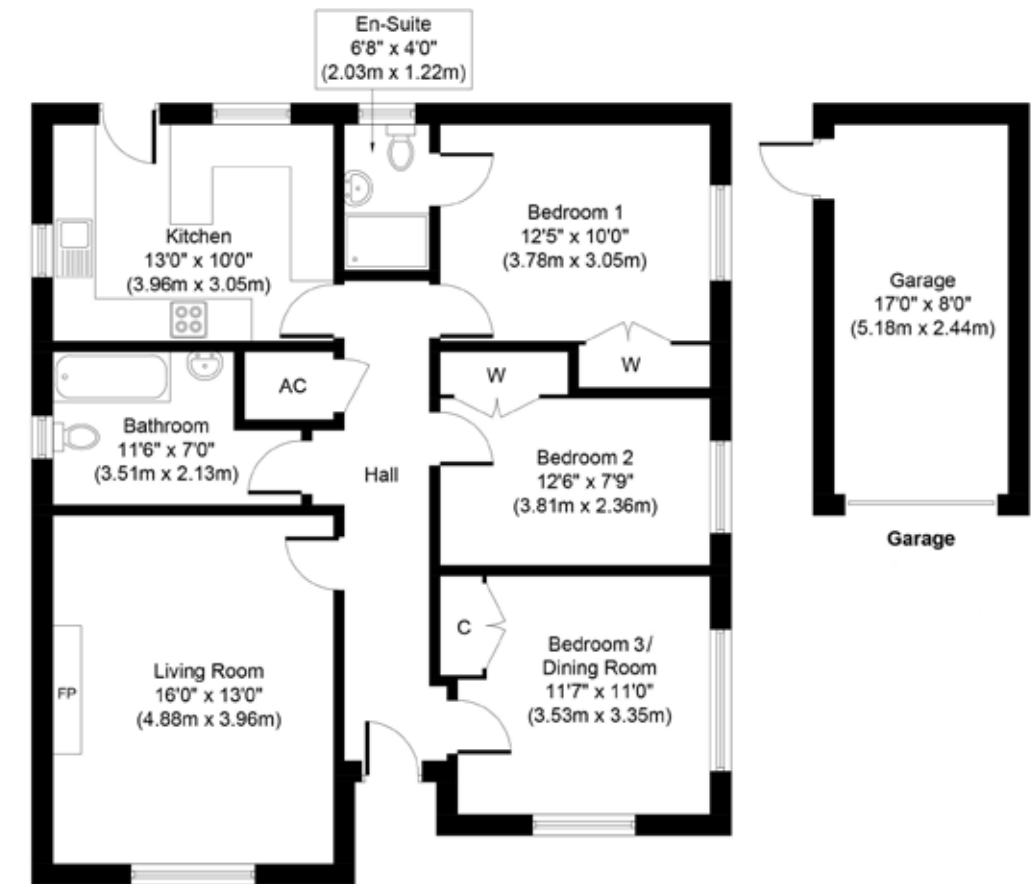 En-Suite
6'8" x 4'0"
(2.03m x 1.22m)
Kitchen
13'0" x 10'0"
(3.96m x 3.05m)
Bedroom 1
12'5" x 10'0"
(3.78m x 3.05m)
Garage
17'0" x 8'0"
(5.18m x 2.44m)
Garage
W
W
AC
Bathroom
11'6" x 7'0"
(3.51m x 2.13m)
Hall
Bedroom 2
12'6" x 7'9"
(3.81m x 2.36m)
C
Bedroom 3/
Dining Room
11'7" x 11'0"
(3.53m x 3.35m)
FP
Living Room
16'0" x 13'0"
(4.88m x 3.96m)